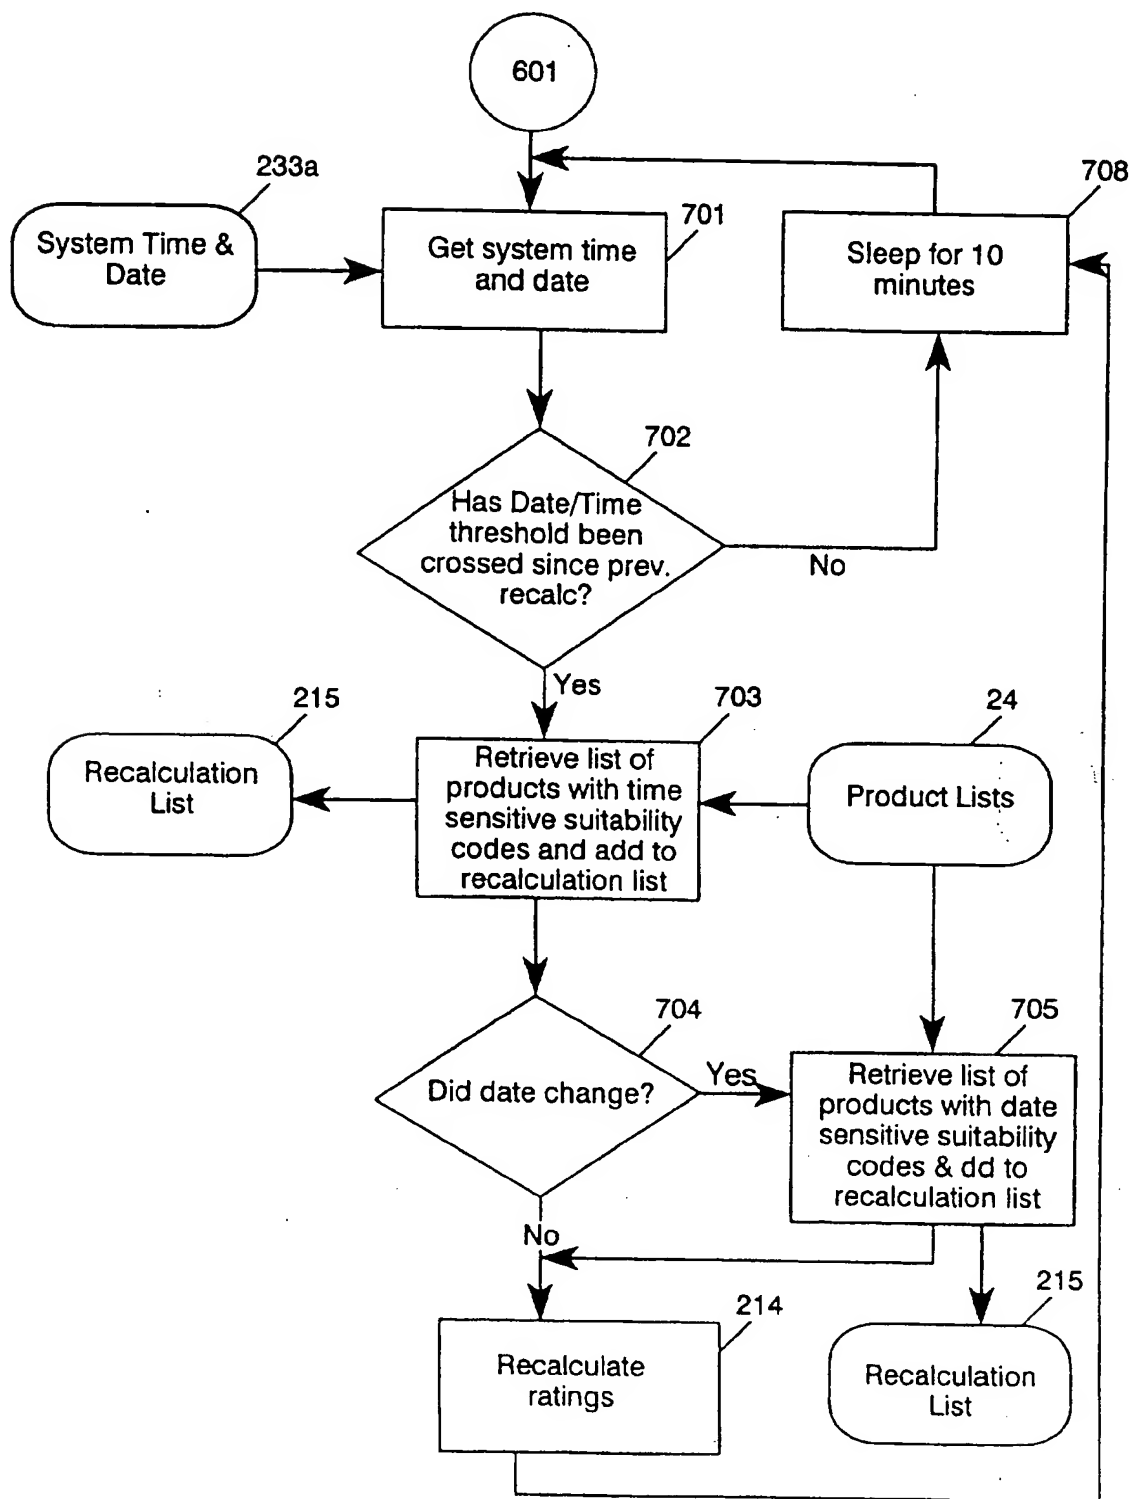 601
233a
708
701
System Time &
Date
Get system time
and date
Sleep for 10
minutes
702
Has Date/Time
threshold been
crossed since prev.
recalc?
No
Yes
215
703
24
Recalculation
List
Retrieve list of
products with time
sensitive suitability
codes and add to
recalculation list
Product Lists
704
705
Did date change?
Yes
Retrieve list of
products with date
sensitive suitability
codes & dd to
recalculation list
No
214
215
Recalculate
ratings
Recalculation
List